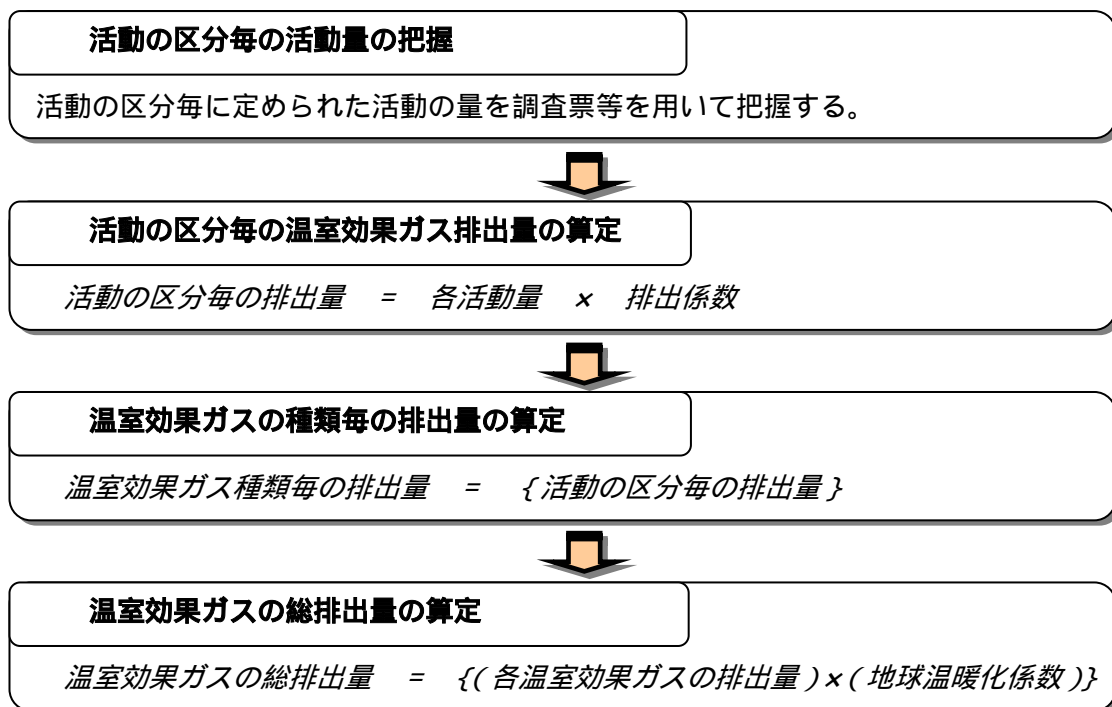 活動の区分毎の活動量の把握
活動の区分毎に定められた活動の量を調査票等を用いて把握する。
活動の区分毎の温室効果ガス排出量の算定
活動の区分毎の排出量 = 各活動量 × 排出係数
温室効果ガスの種類毎の排出量の算定
温室効果ガス種類毎の排出量 = {活動の区分毎の排出量}
温室効果ガスの総排出量の算定
温室効果ガスの総排出量 = {(各温室効果ガスの排出量)×(地球温暖化係数)}